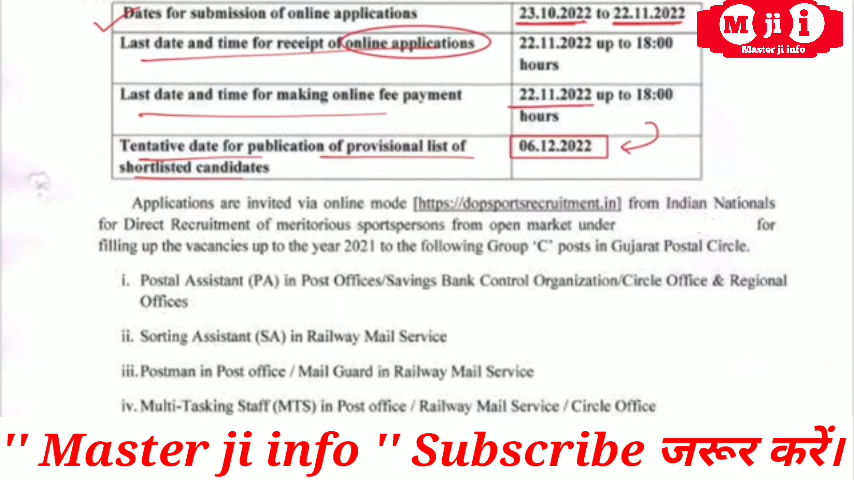 Dates for submission of online applications 23.10.2022 to 22.11.2022
Last date and time for receipt of online applications 22.11.2022 up to 18:00
hours
Last date and time for making online fee payment 22.11.2022 up to 18:00
hours
Tentative date for publication of provisional list of 06.12.2022
shortlisted candidates
M ji i
Master ji info
Applications are invited via online mode [https://dopsportsrecruitment.in] from Indian Nationals
for Direct Recruitment of meritorious sportspersons from open market under for
filling up the vacancies up to the year 2021 to the following Group ‘C’ posts in Gujarat Postal Circle.
i. Postal Assistant (PA) in Post Offices/Savings Bank Control Organization/Circle Office & Regional
Offices
ii. Sorting Assistant (SA) in Railway Mail Service
iii. Postman in Post office / Mail Guard in Railway Mail Service
iv. Multi-Tasking Staff (MTS) in Post office / Railway Mail Service / Circle Office
'' Master ji info '' Subscribe जरूर करें।